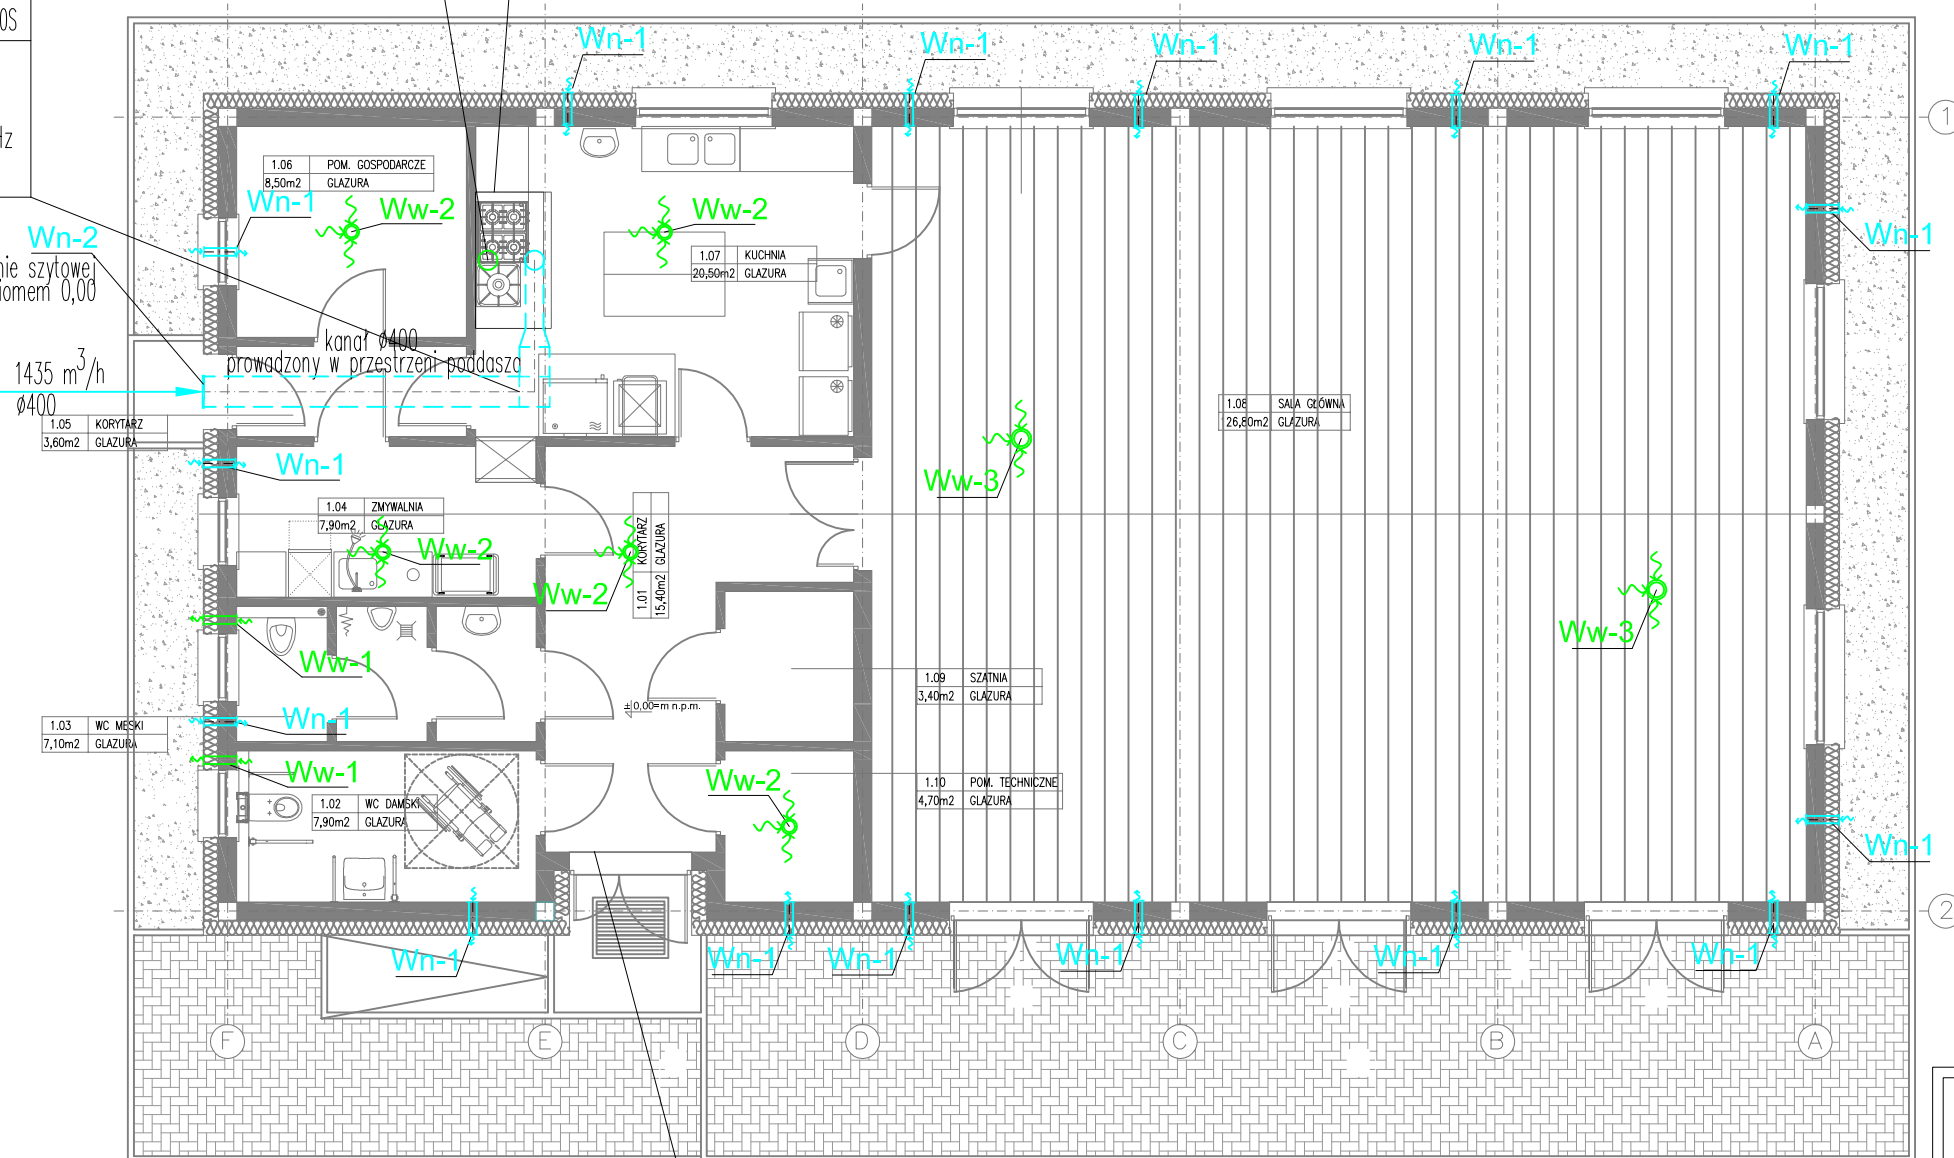 Wn-1
Wn-1
Wn-1
Wn-1
Wn-1
1
1.06 POM. GOSPODARCZE
8,50m2 GLAZURA
Wn-1
Ww-2
Ww-2
Wn-2
1.07 KUCHNIA
20,50m2 GLAZURA
Wn-1
kanał ø400
prowadzony w przestrzeni poddasza
1435 m³/h
ø400
1.05 KORYTARZ
3,60m2 GLAZURA
1.08 SALA GŁÓWNA
26,80m2 GLAZURA
Wn-1
Ww-3
1.04 ZMYWALNIA
7,90m2 GLAZURA
Ww-2
Ww-2
1.01 KORYTARZ
15,40m2 GLAZURA
Ww-3
Ww-1
1.09 SZATNIA
3,40m2 GLAZURA
±0,00=m n.p.m.
1.03 WC MĘSKI
7,10m2 GLAZURA
Wn-1
Ww-1
Ww-2
1.10 POM. TECHNICZNE
4,70m2 GLAZURA
1.02 WC DAMSKI
7,90m2 GLAZURA
Wn-1
Wn-1
Wn-1
Wn-1
Wn-1
Wn-1
Wn-1
2
F
E
D
C
B
A